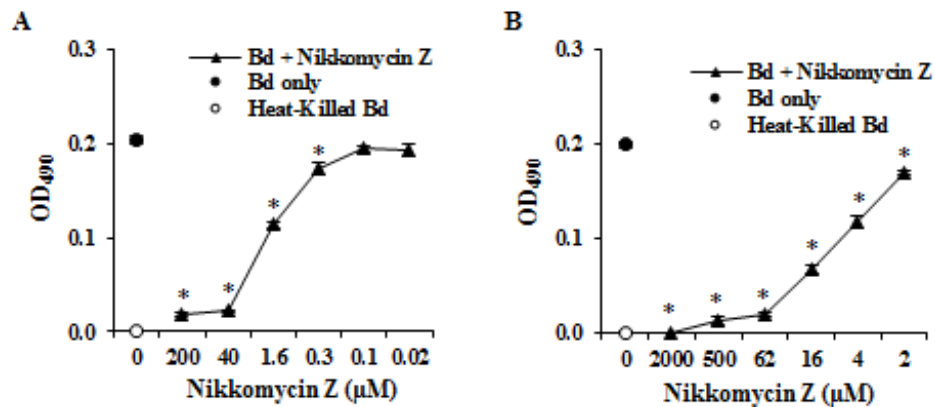 A
0.3
0.2
0.1
0.0
OD490
Bd + Nikkomycin Z
Bd only
Heat-Killed Bd
* * * *
0 200 40 1.6 0.3 0.1 0.02
Nikkomycin Z (µM)
B
0.3
0.2
0.1
0.0
OD490
Bd + Nikkomycin Z
Bd only
Heat-Killed Bd
* * * * * *
0 2000 500 62 16 4 2
Nikkomycin Z (µM)